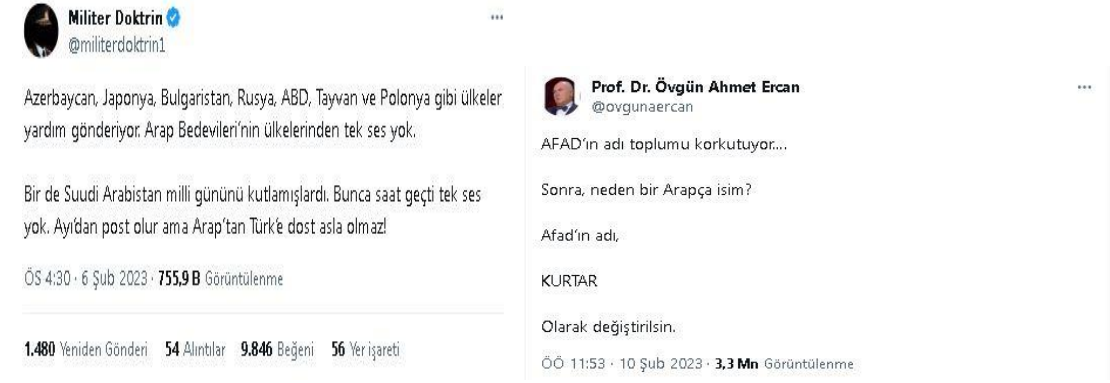 Militer Doktrin
@militerdoktrin1
Azerbaycan, Japonya, Bulgaristan, Rusya, ABD, Tayvan ve Polonya gibi ülkeler
yardım gönderiyor. Arap Bedevileri'nin ülkelerinden tek ses yok.
Bir de Suudi Arabistan milli gününü kutlamışlardı. Bunca saat geçti tek ses
yok. Ayı'dan post olur ama Arap'tan Türk'e dost asla olmaz!
ÖS 4:30 · 6 Şub 2023 · 755,9 B Görüntülenme
1.480 Yeniden Gönderi 54 Alıntılar 9.846 Beğeni 56 Yer işareti
Prof. Dr. Övgün Ahmet Ercan
@ovgunaercan
AFAD'ın adı toplumu korkutuyor....
Sonra, neden bir Arapça isim?
Afad'ın adı,
KURTAR
Olarak değiştirilsin.
ÖÖ 11:53 · 10 Şub 2023 · 3,3 Mn Görüntülenme